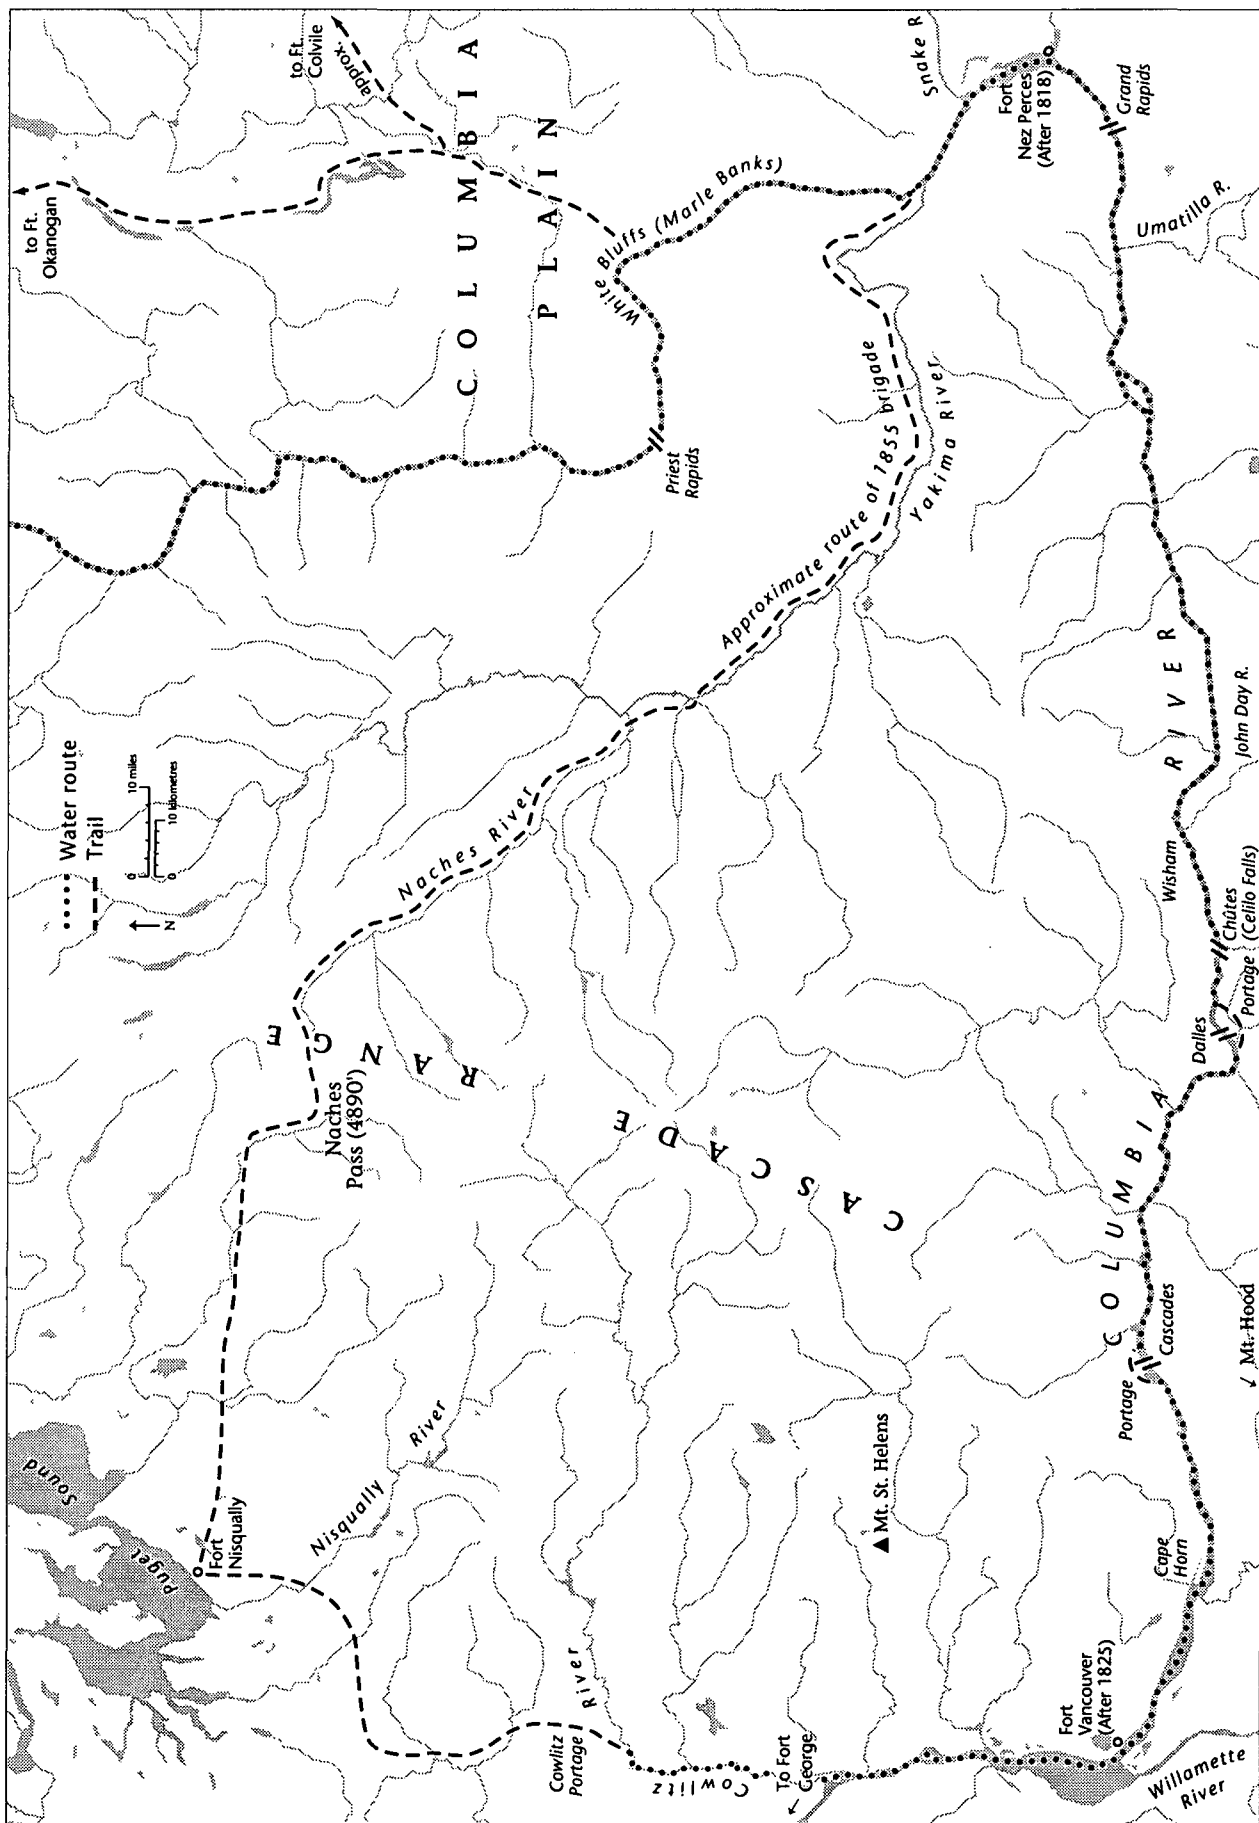 Water route
Trail
0
10 miles
0
10 kilometres
N
Puget
Sound
Fort
Nisqually
Nisqually
River
Naches
Pass (4890')
CASCADE
RANGE
Naches River
to Ft.
Okanogan
to Ft.
Colvile
approx.
COLUMBIA
PLAIN
Priest
Rapids
White Bluffs (Marle Banks)
Approximate route of 1855 brigade
Yakima River
Snake R
Fort
Nez Perces
(After 1818)
Grand
Rapids
Umatilla R.
COLUMBIA RIVER
John Day R.
Wisham
Chûtes
(Celilo Falls)
Portage
Dalles
Cascades
Portage
Mt. Hood
Mt. St. Helens
Cape
Horn
Fort
Vancouver
(After 1825)
Willamette
River
To Fort
George
Cowlitz
River
Cowlitz
Portage